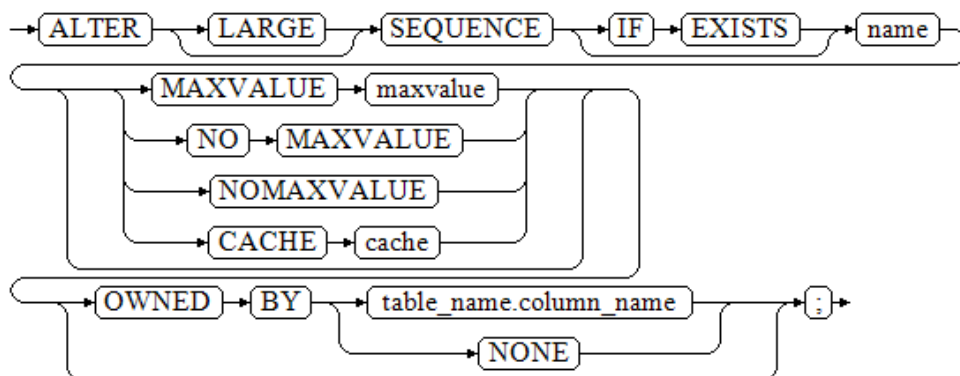 ALTER LARGE SEQUENCE IF EXISTS name
MAXVALUE maxvalue
NO MAXVALUE
NOMAXVALUE
CACHE cache
OWNED BY table_name.column_name ;
NONE